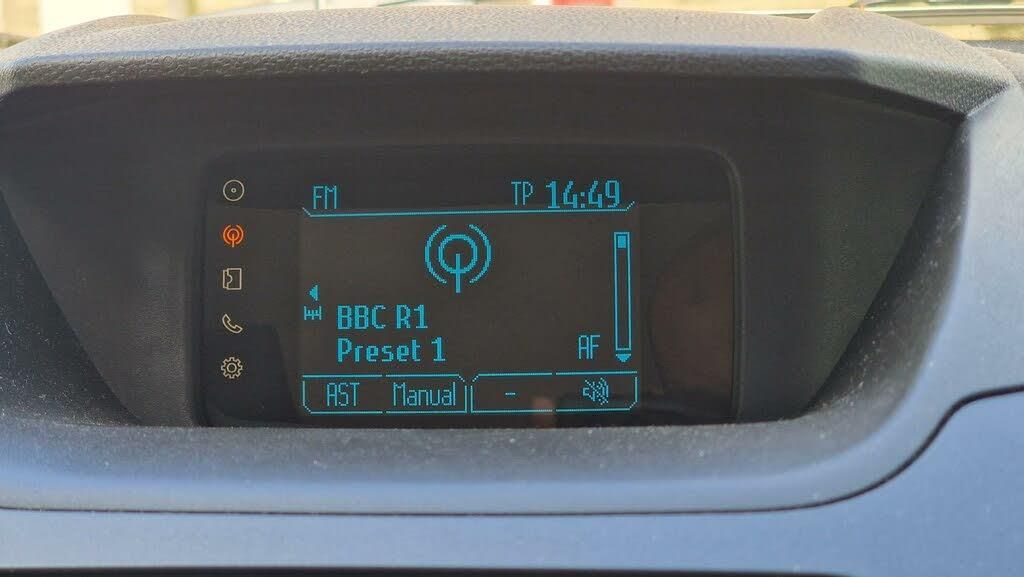 FM TP 14:49
BBC R1
Preset 1 AF
AST Manual -